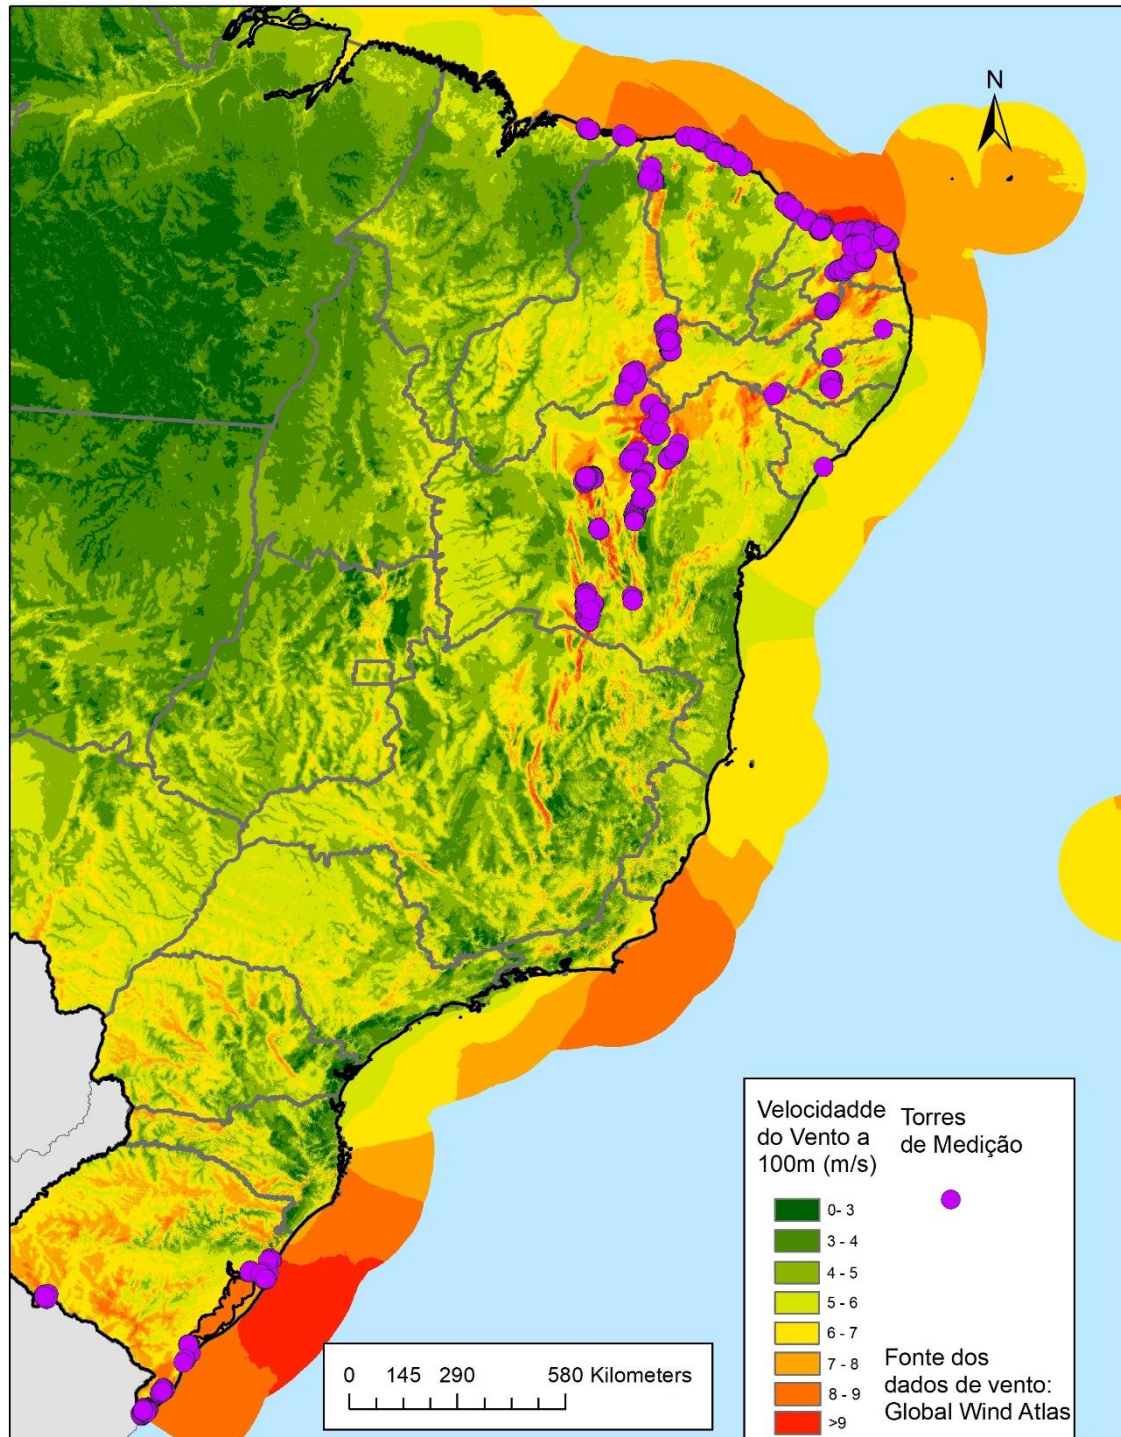 N
Velocidadde
do Vento a
100m (m/s)
Torres
de Medição
0- 3
3 - 4
4 - 5
5 - 6
6 - 7
7 - 8
8 - 9
>9
Fonte dos
dados de vento:
Global Wind Atlas
0 145 290 580 Kilometers